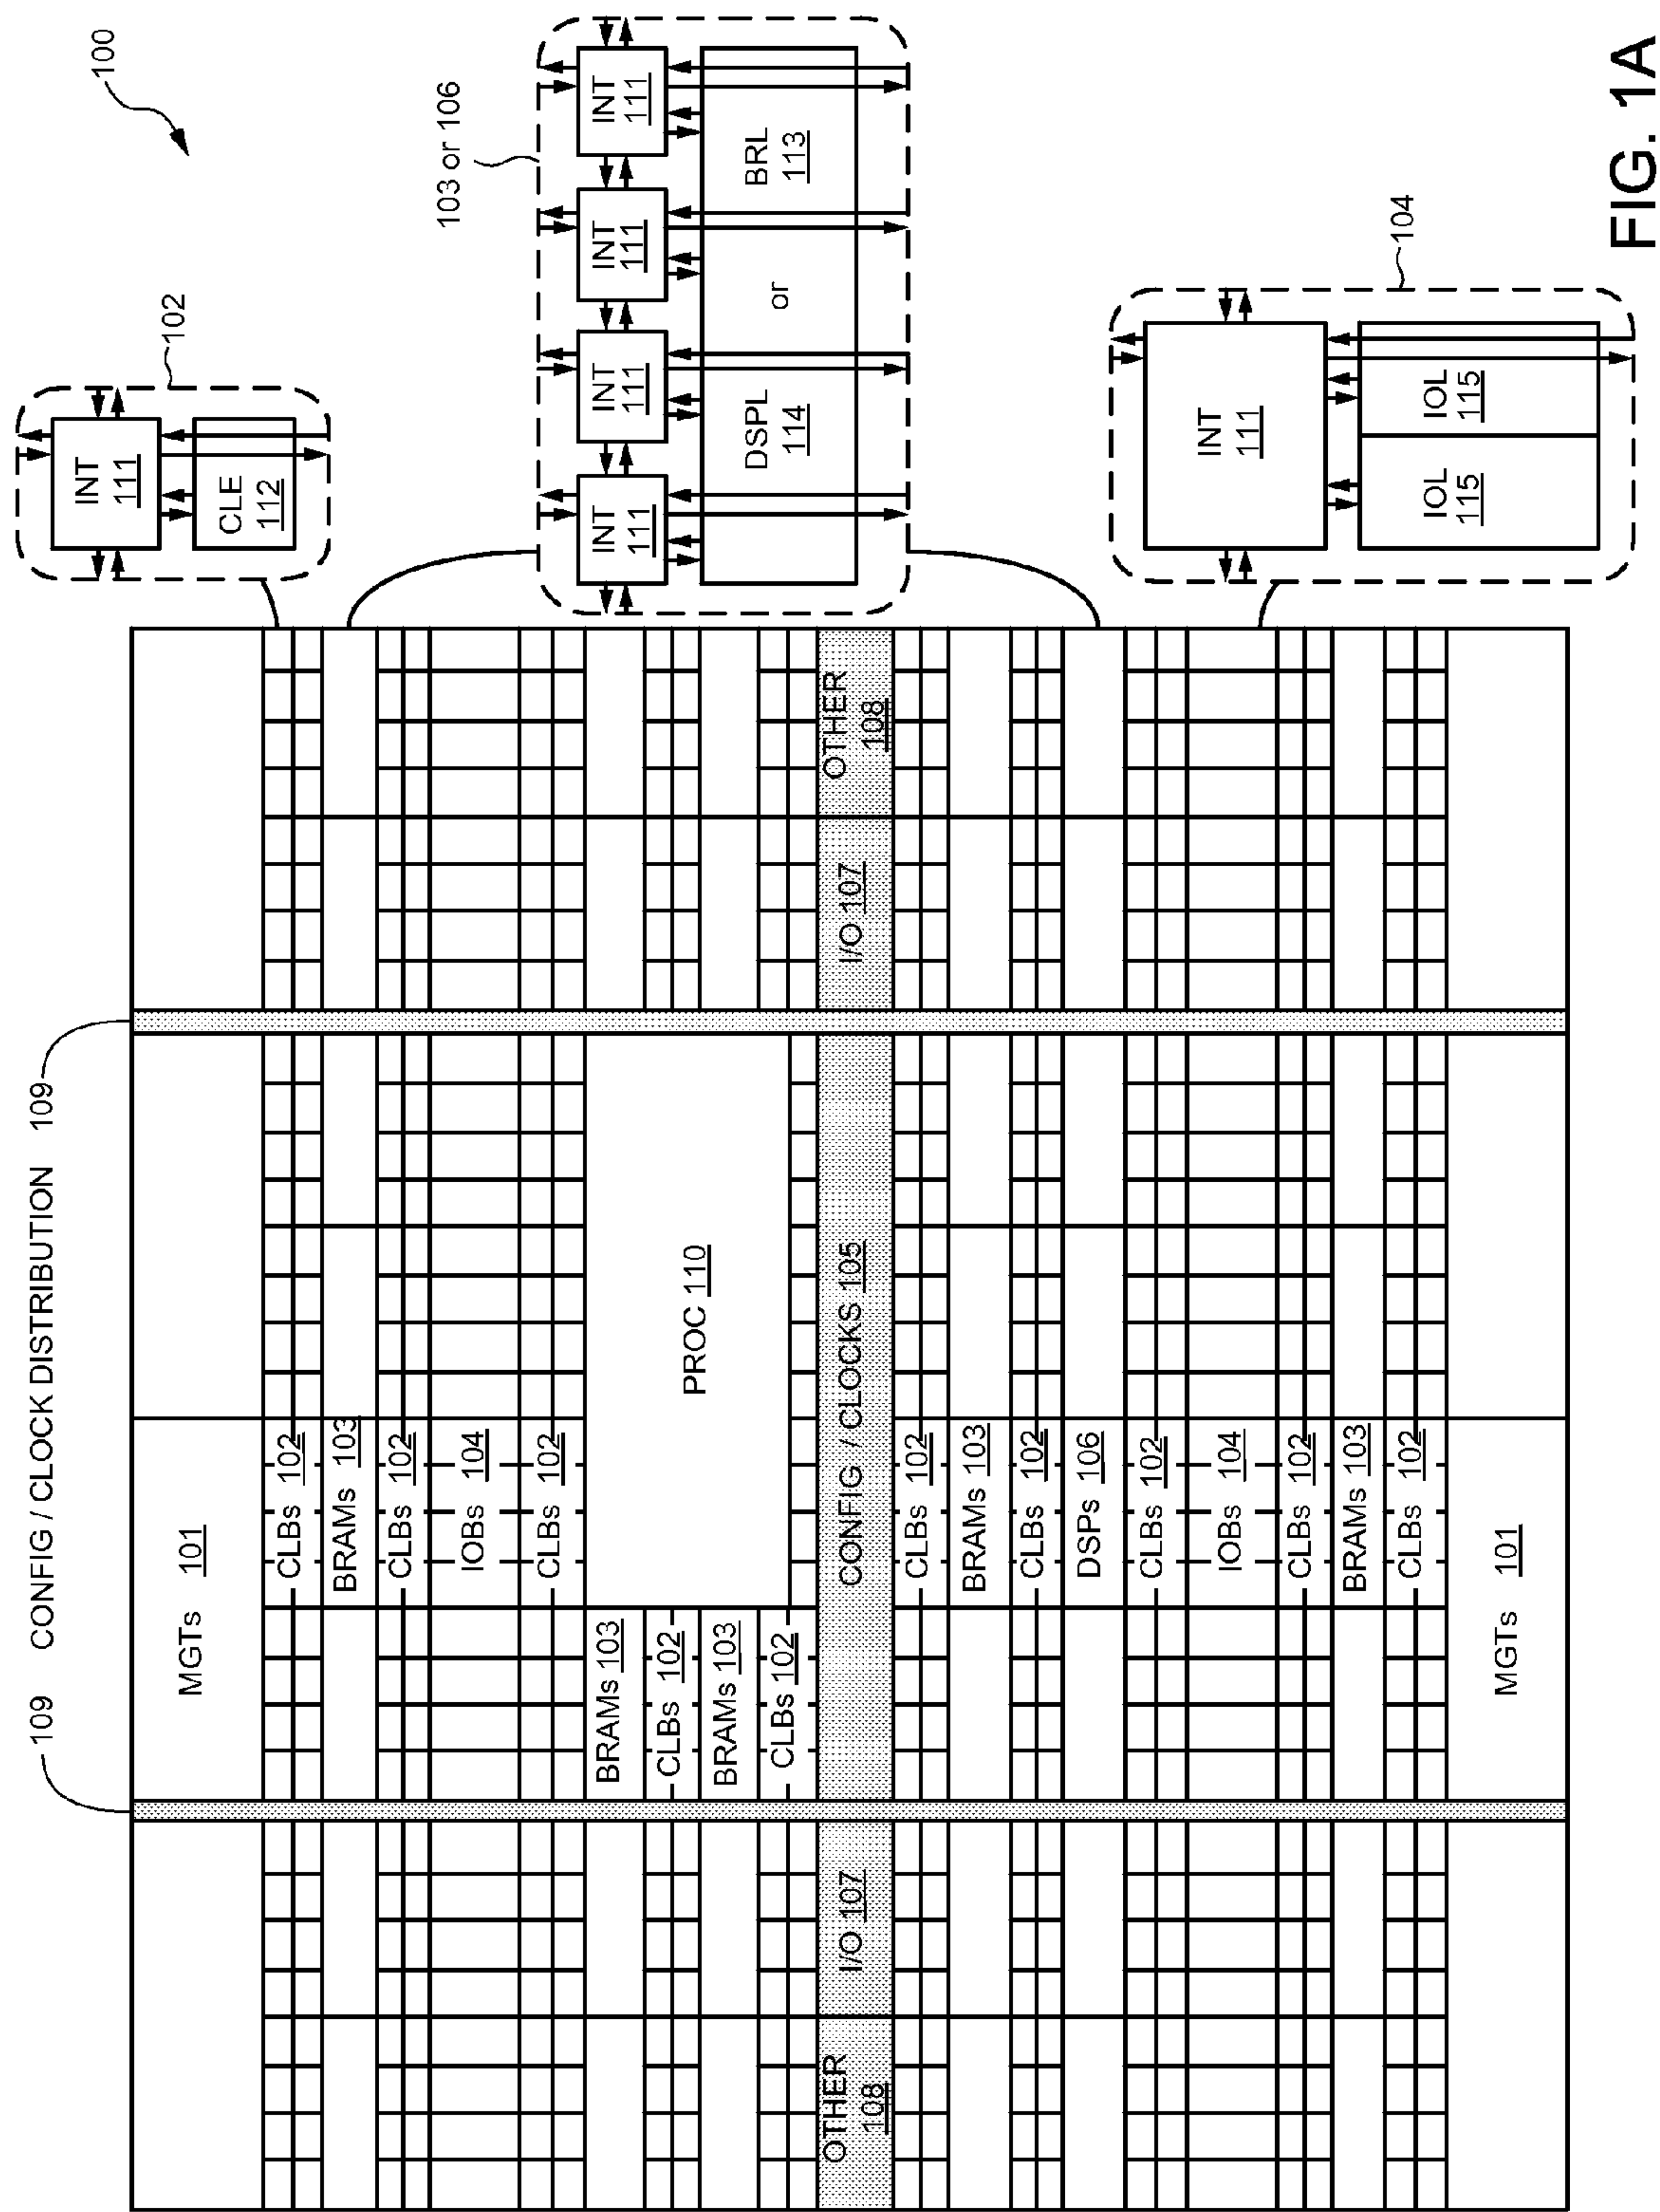 FIG. 1A
100
109 CONFIG / CLOCK DISTRIBUTION 109
102
INT
111
CLE
112
103 or 106
INT
111
INT
111
INT
111
INT
111
DSPL
114
or
BRL
113
104
INT
111
IOL
115
IOL
115
MGTs 101
CLBs 102
BRAMs 103
CLBs 102
IOBs 104
CLBs 102
BRAMs 103
CLBs 102
BRAMs 103
CLBs 102
PROC 110
OTHER
108
I/O 107
CONFIG / CLOCKS 105
I/O 107
OTHER
108
CLBs 102
BRAMs 103
CLBs 102
DSPs 106
CLBs 102
IOBs 104
CLBs 102
BRAMs 103
CLBs 102
MGTs 101